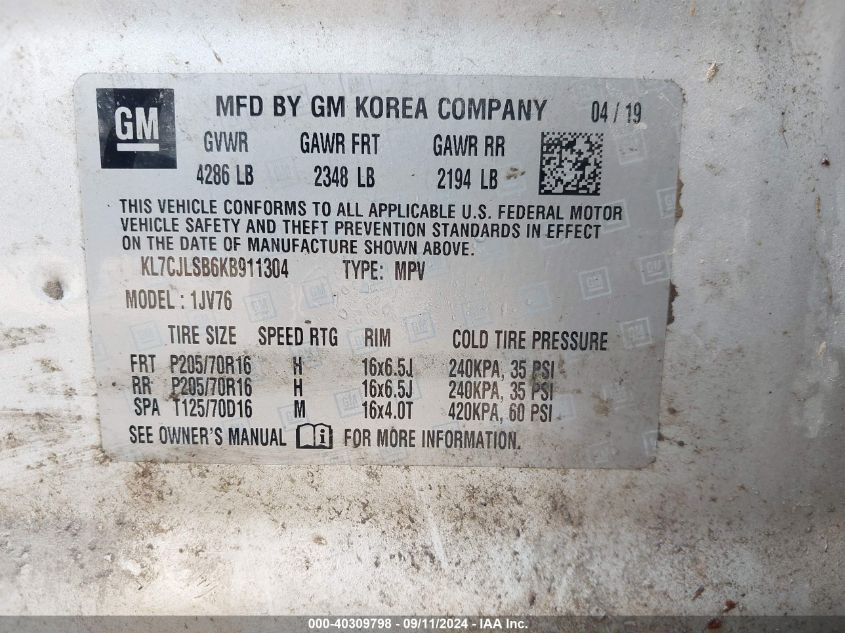 GM
MFD BY GM KOREA COMPANY 04 / 19
GVWR GAWR FRT GAWR RR
4286 LB 2348 LB 2194 LB
THIS VEHICLE CONFORMS TO ALL APPLICABLE U.S. FEDERAL MOTOR
VEHICLE SAFETY AND THEFT PREVENTION STANDARDS IN EFFECT
ON THE DATE OF MANUFACTURE SHOWN ABOVE.
KL7CJLSB6KB911304 TYPE: MPV
MODEL : 1JV76
TIRE SIZE SPEED RTG RIM COLD TIRE PRESSURE
FRT P205/70R16 H 16x6.5J 240KPA, 35 PSI
RR P205/70R16 H 16x6.5J 240KPA, 35 PSI
SPA T125/70D16 M 16x4.0T 420KPA, 60 PSI
SEE OWNER'S MANUAL FOR MORE INFORMATION.
000-40309798 - 09/11/2024 - IAA Inc.